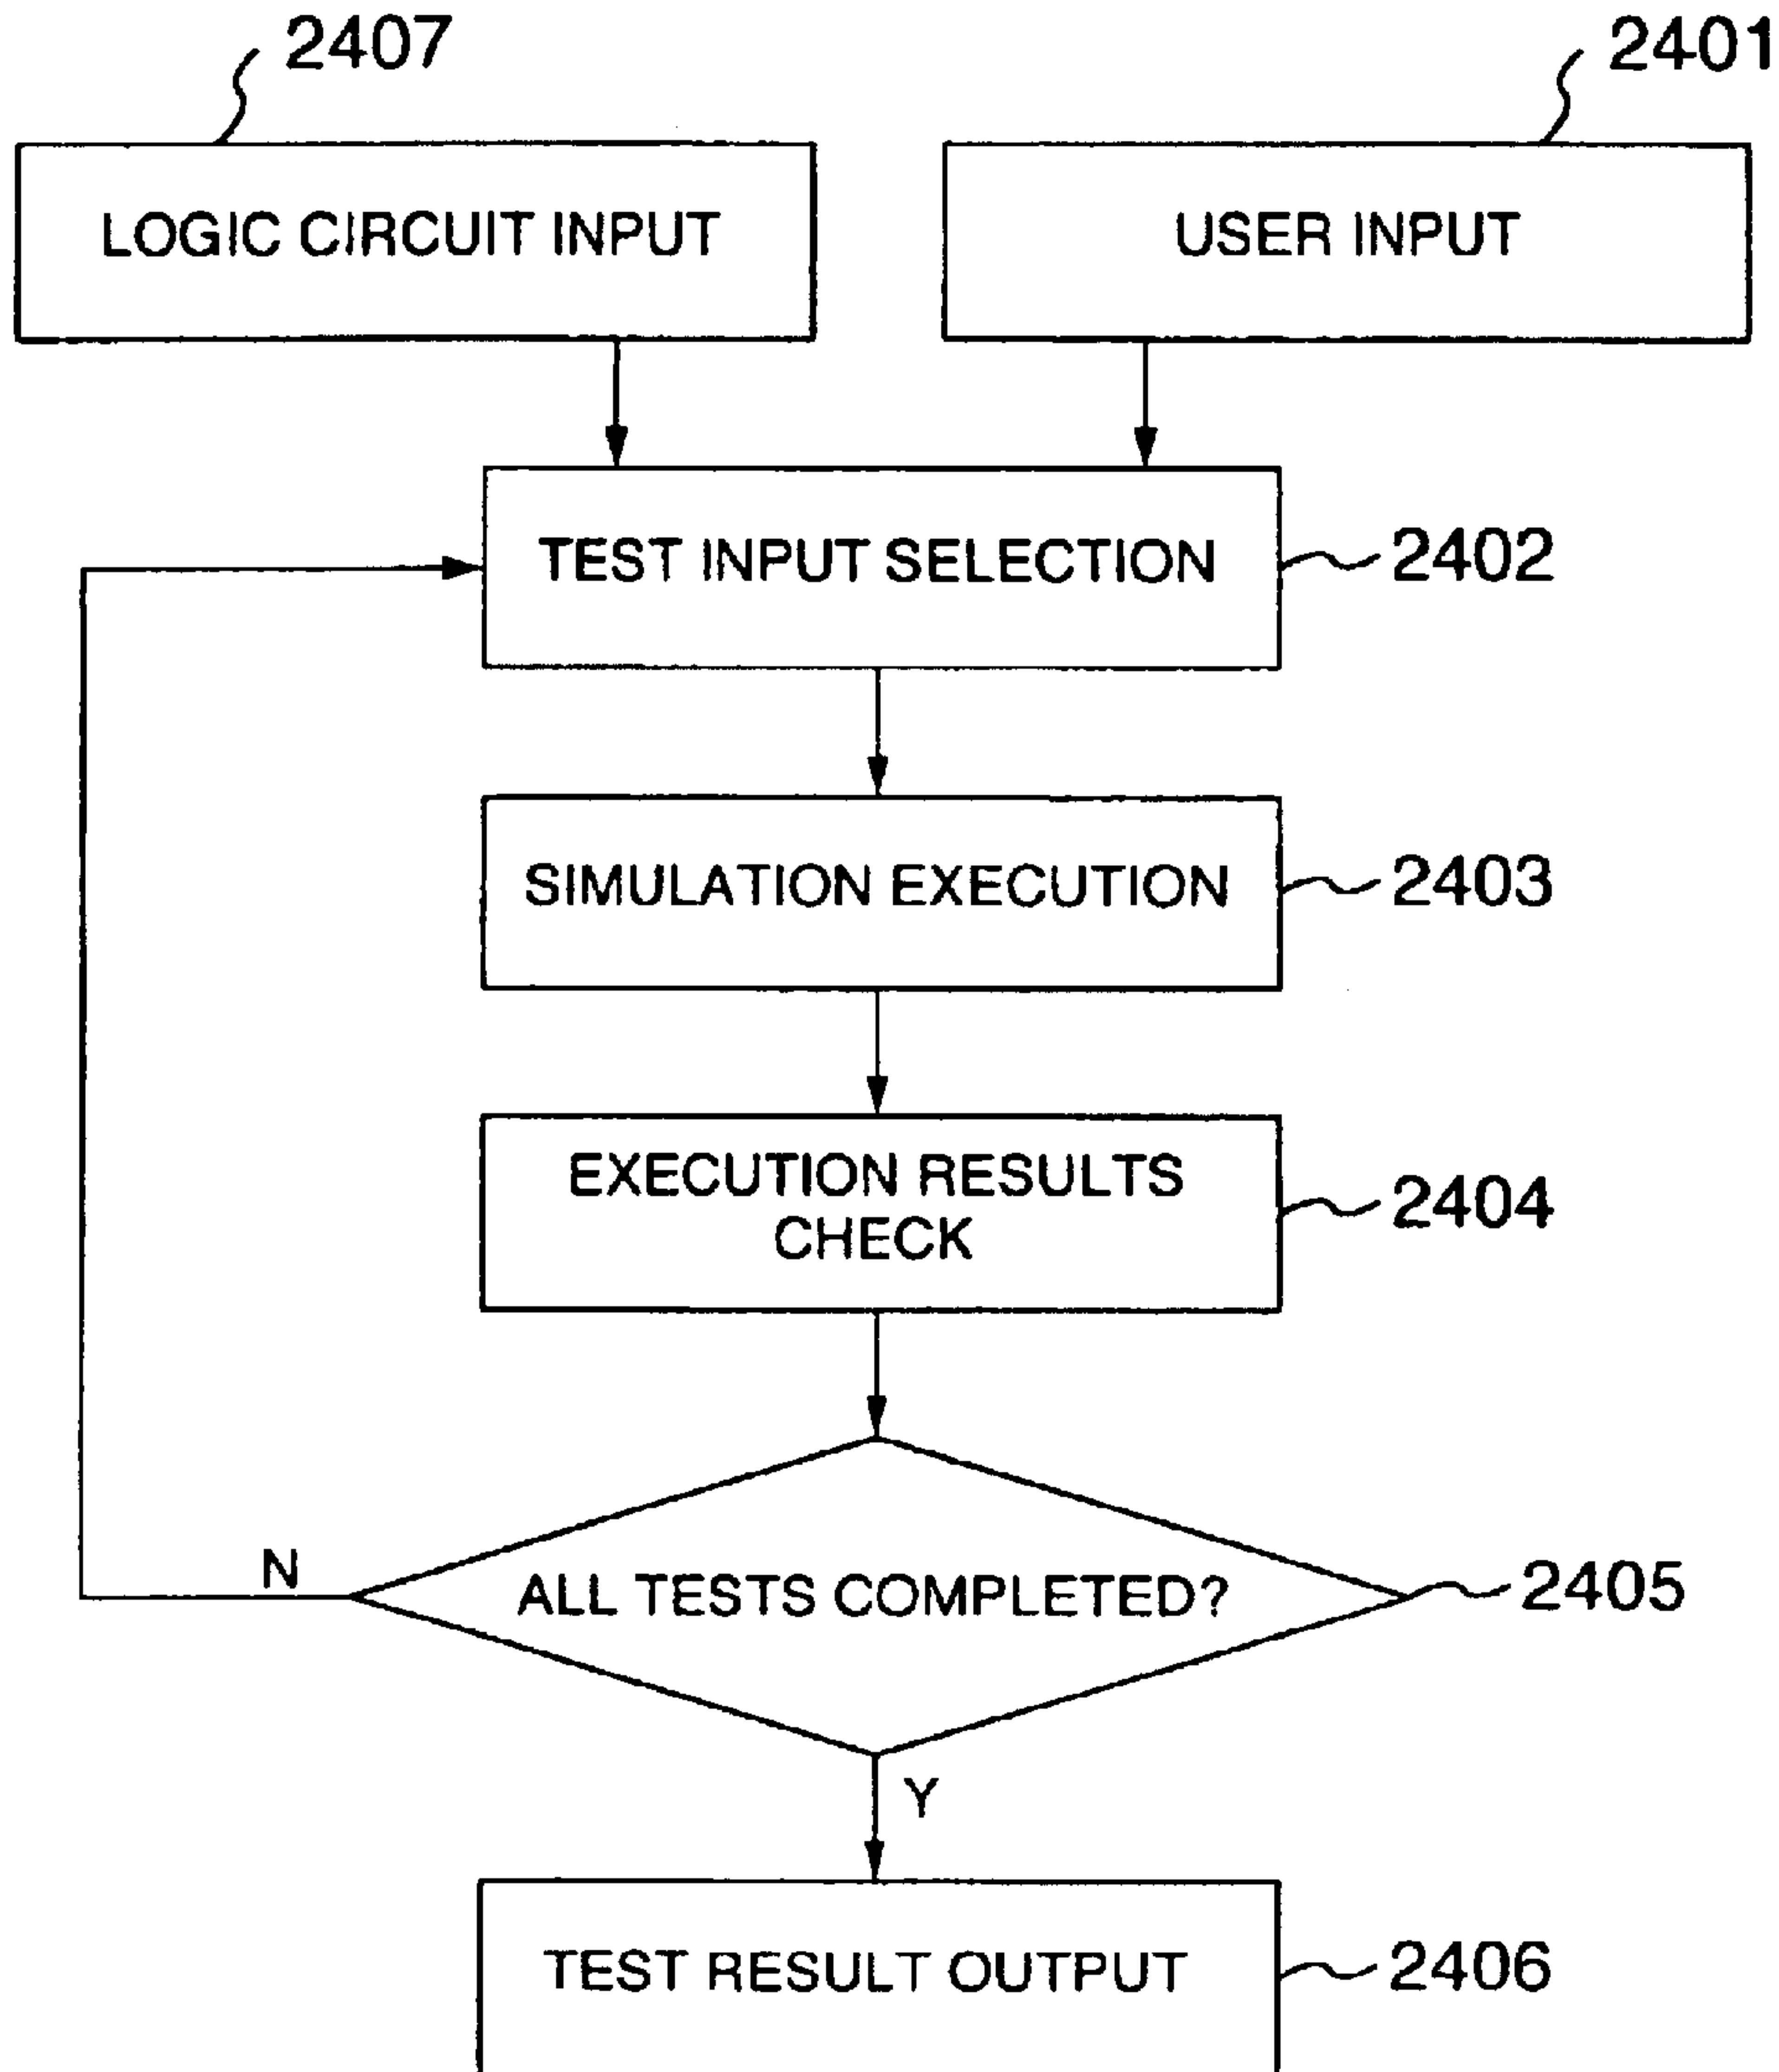 2407
2401
LOGIC CIRCUIT INPUT
USER INPUT
TEST INPUT SELECTION
2402
SIMULATION EXECUTION
2403
EXECUTION RESULTS
CHECK
2404
N
ALL TESTS COMPLETED?
2405
Y
TEST RESULT OUTPUT
2406